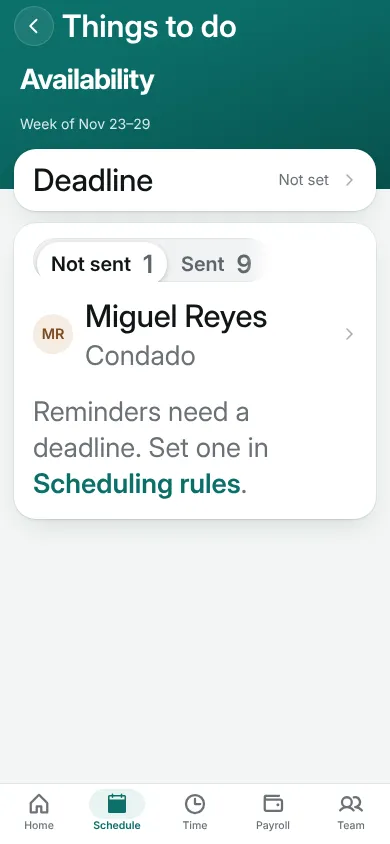 Things to do
Availability
Week of Nov 23–29
Deadline
Not set
Not sent 1 Sent 9
MR
Miguel Reyes
Condado
Reminders need a
deadline. Set one in
Scheduling rules.
Home Schedule Time Payroll Team